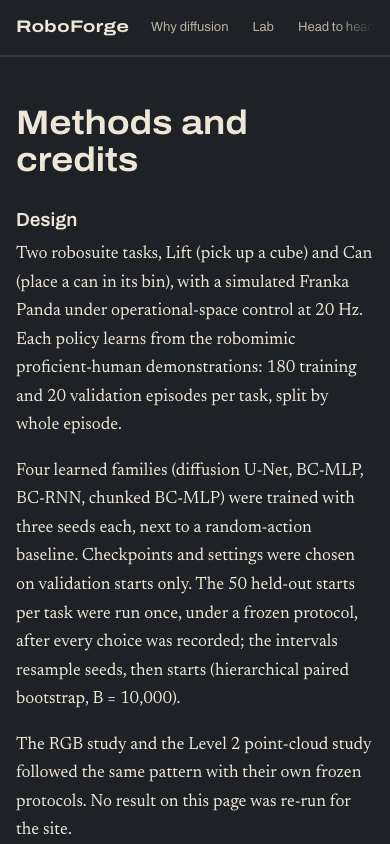 RoboForge Why diffusion Lab Head to head
Methods and
credits
Design
Two robosuite tasks, Lift (pick up a cube) and Can
(place a can in its bin), with a simulated Franka
Panda under operational-space control at 20 Hz.
Each policy learns from the robomimic
proficient-human demonstrations: 180 training
and 20 validation episodes per task, split by
whole episode.
Four learned families (diffusion U-Net, BC-MLP,
BC-RNN, chunked BC-MLP) were trained with
three seeds each, next to a random-action
baseline. Checkpoints and settings were chosen
on validation starts only. The 50 held-out starts
per task were run once, under a frozen protocol,
after every choice was recorded; the intervals
resample seeds, then starts (hierarchical paired
bootstrap, B = 10,000).
The RGB study and the Level 2 point-cloud study
followed the same pattern with their own frozen
protocols. No result on this page was re-run for
the site.